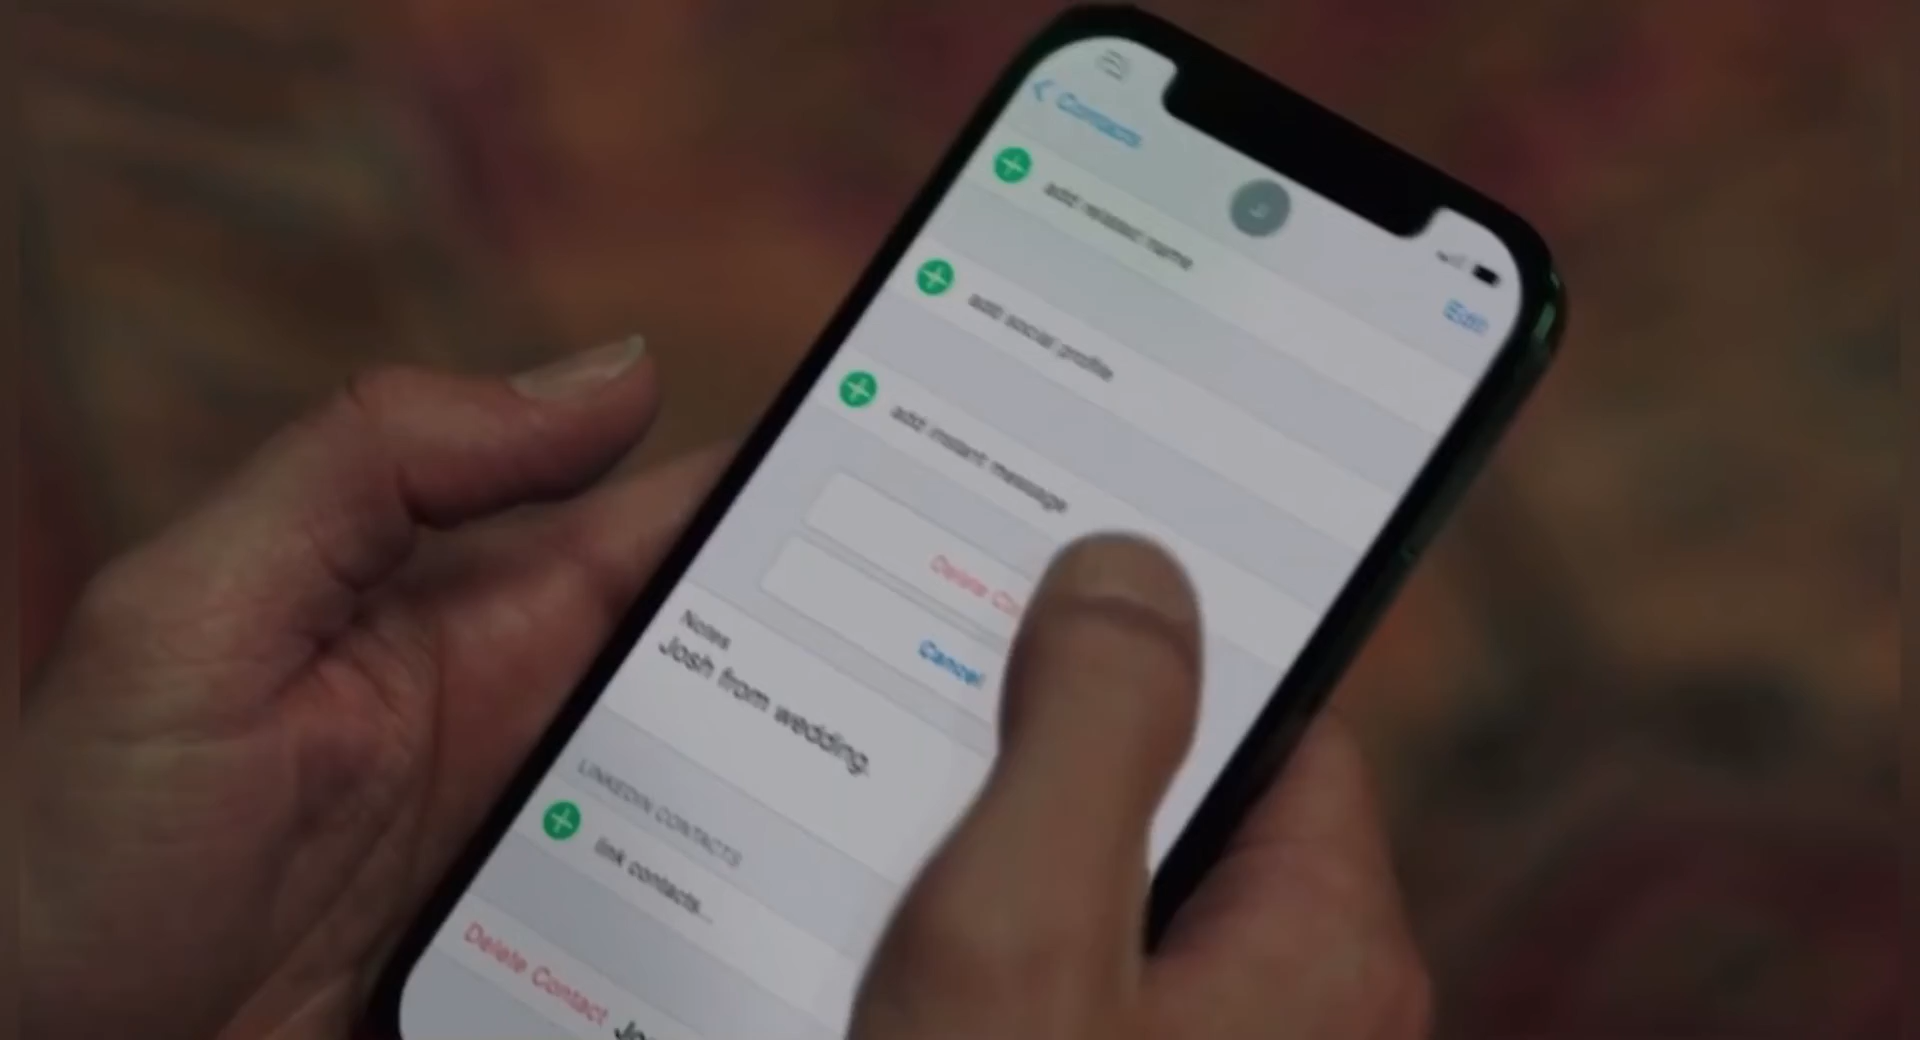 Contacts
Edit
add related name
add social profile
add instant message
Delete
Cancel
Notes
Josh from wedding.
LINKEDIN CONTACTS
link contacts...
Delete Contact